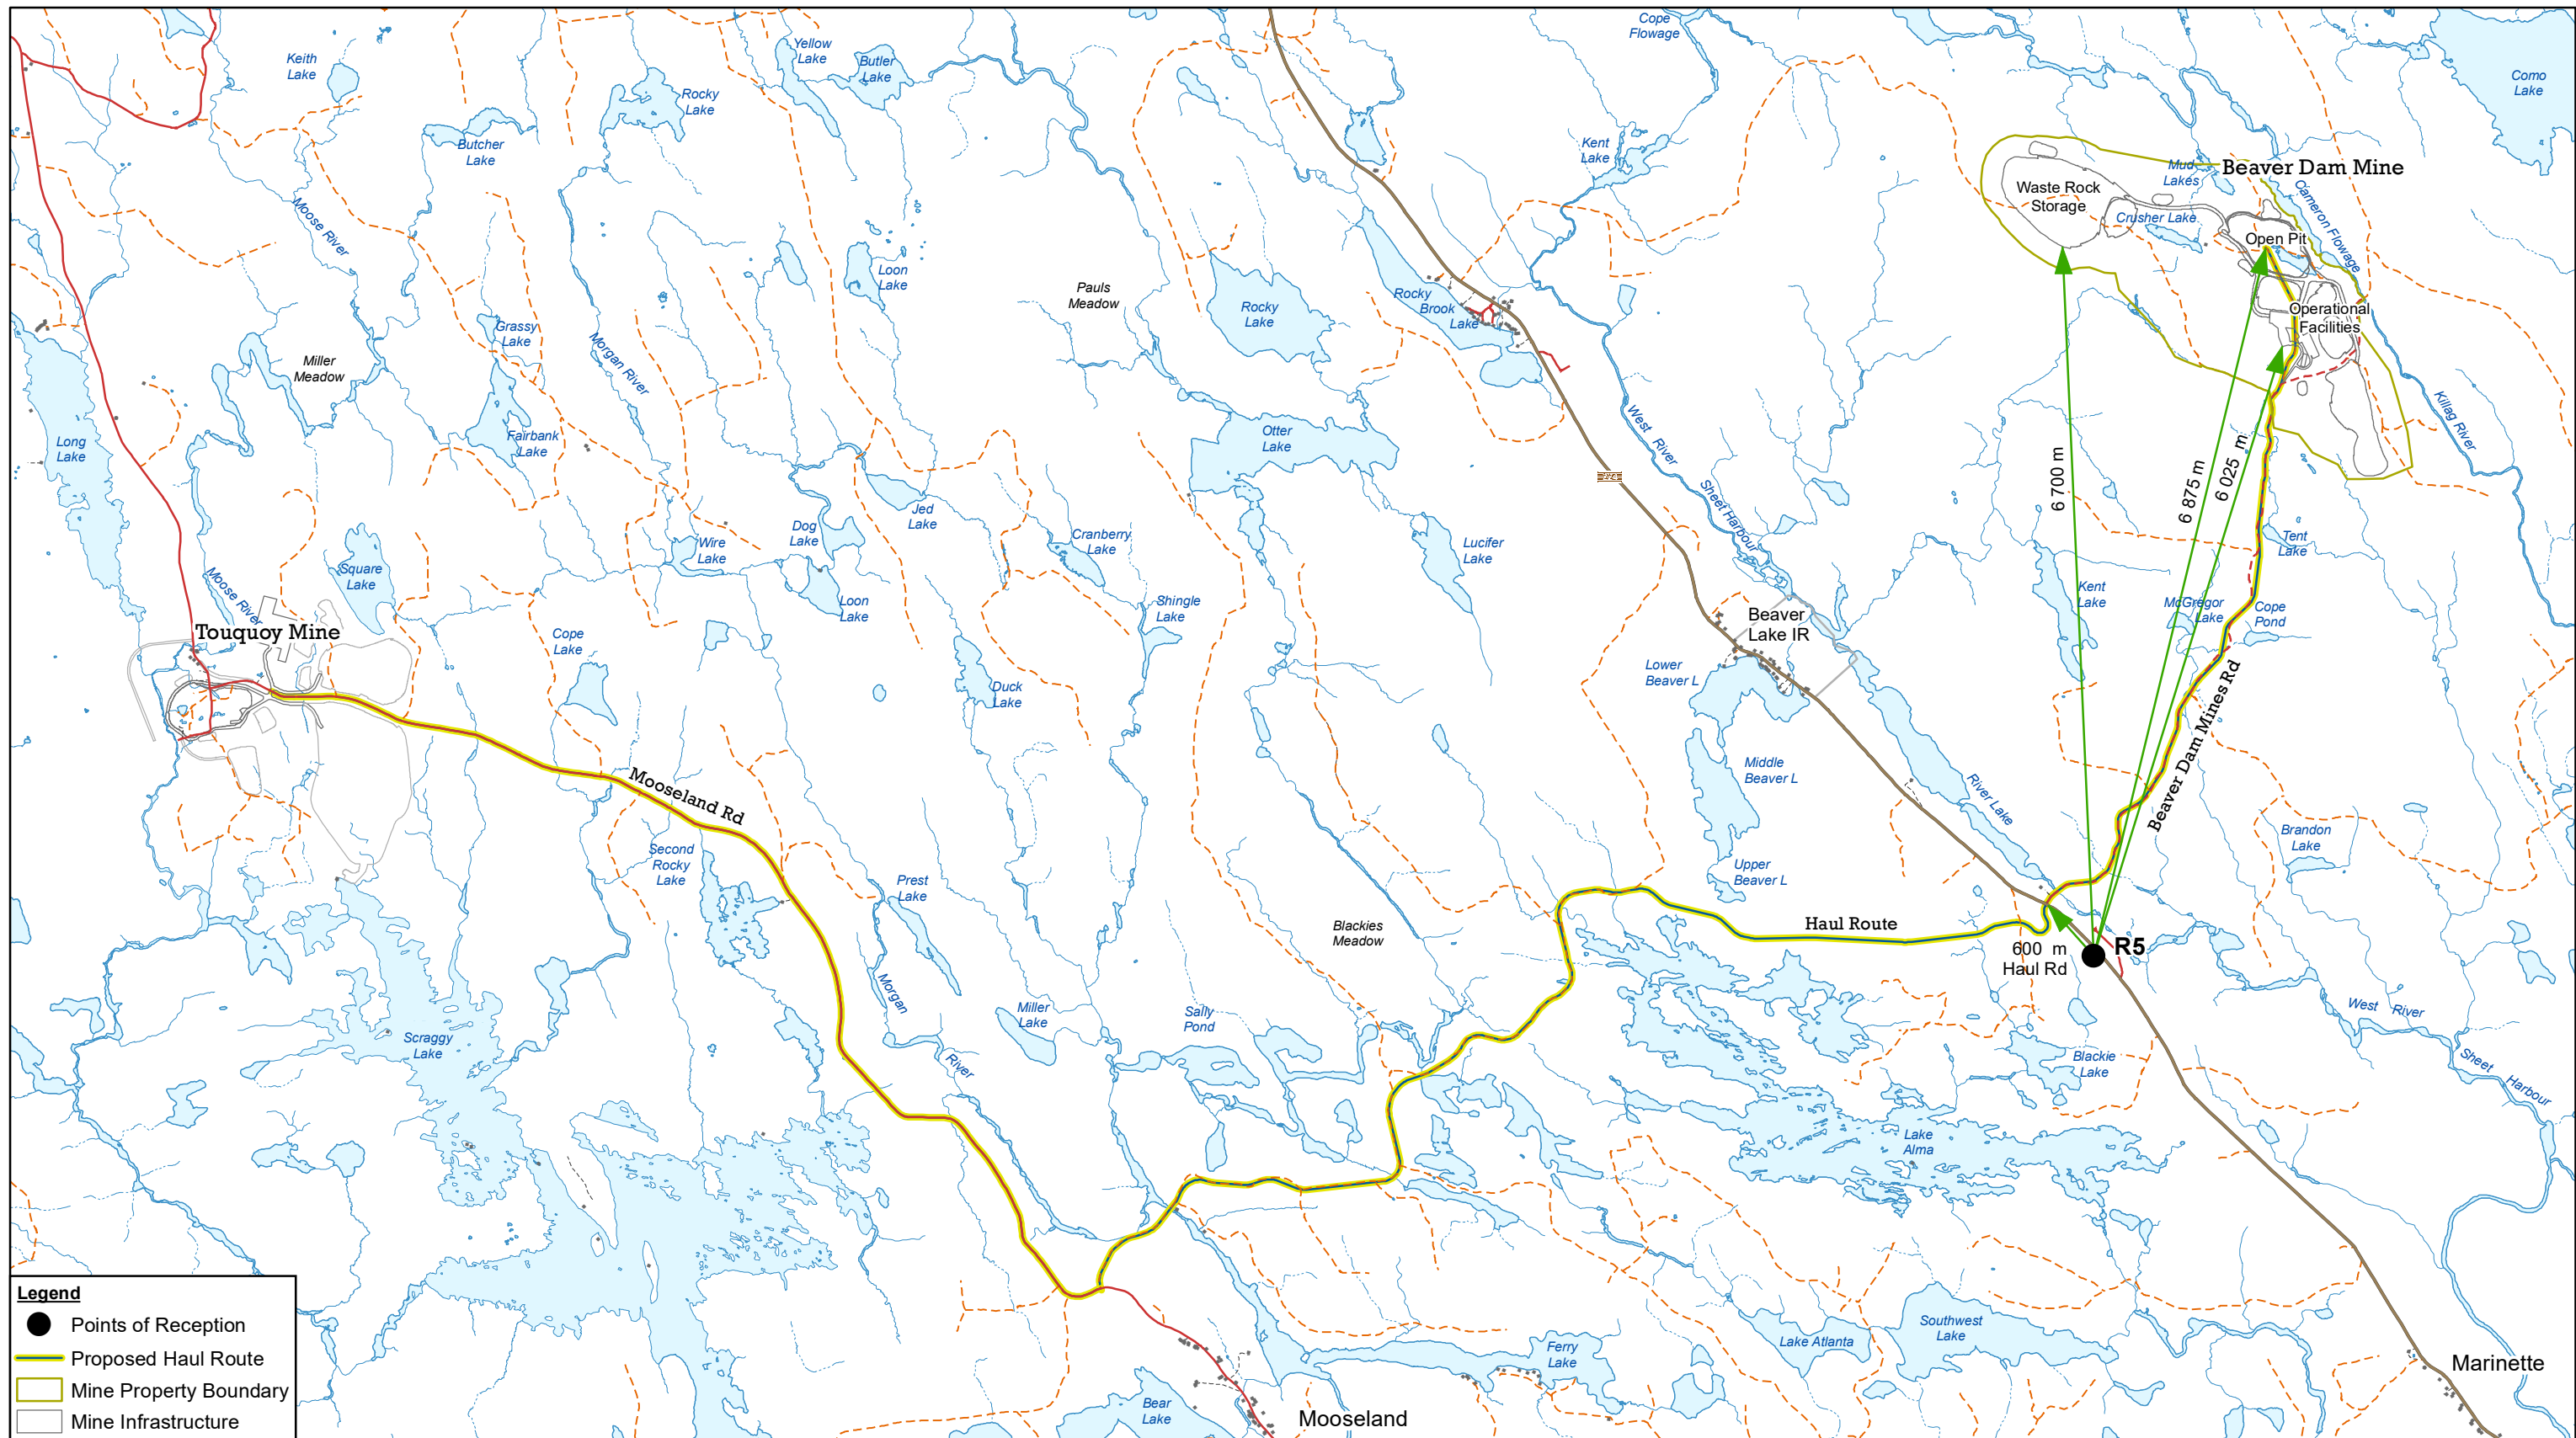 Keith
Lake
Yellow
Lake
Butler
Lake
Cope
Flowage
Como
Lake
Rocky
Lake
Butcher
Lake
Kent
Lake
Mud
Lakes
Beaver Dam Mine
Waste Rock
Storage
Crusher Lake
Cameron Flowage
Open Pit
Moose River
Loon
Lake
Pauls
Meadow
Rocky
Lake
Rocky
Brook
Lake
Operational
Facilities
Grassy
Lake
Miller
Meadow
Morgan River
Long
Lake
Fairbank
Lake
Otter
Lake
West River
Killag River
224
6 700 m
6 875 m
6 025 m
Jed
Lake
Dog
Lake
Wire
Lake
Cranberry
Lake
Lucifer
Lake
Sheet Harbour
Tent
Lake
Square
Lake
Moose River
Loon
Lake
Shingle
Lake
Kent
Lake
McGregor
Lake
Cope
Pond
Touquoy Mine
Cope
Lake
Beaver
Lake IR
Lower
Beaver L
Duck
Lake
Beaver Dam Mines Rd
Middle
Beaver L
River Lake
Mooseland Rd
Brandon
Lake
Second
Rocky
Lake
Prest
Lake
Upper
Beaver L
Haul Route
Blackies
Meadow
R5
600 m
Haul Rd
Morgan
River
Miller
Lake
Sally
Pond
West River
Sheet Harbour
Scraggy
Lake
Blackie
Lake
Lake
Alma
Legend
Points of Reception
Proposed Haul Route
Mine Property Boundary
Mine Infrastructure
Southwest
Lake
Lake Atlanta
Ferry
Lake
Marinette
Bear
Lake
Mooseland